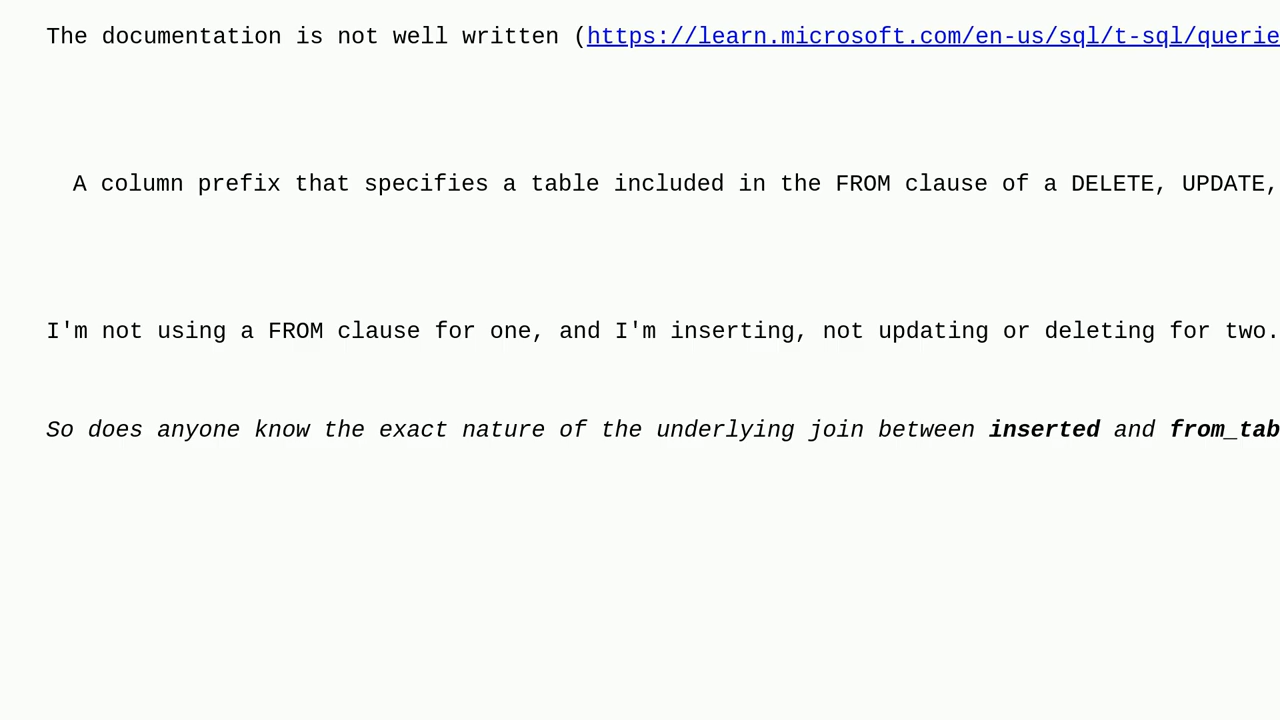 The documentation is not well written (https://learn.microsoft.com/en-us/sql/t-sql/querie
A column prefix that specifies a table included in the FROM clause of a DELETE, UPDATE,
I'm not using a FROM clause for one, and I'm inserting, not updating or deleting for two.
So does anyone know the exact nature of the underlying join between inserted and from_tab